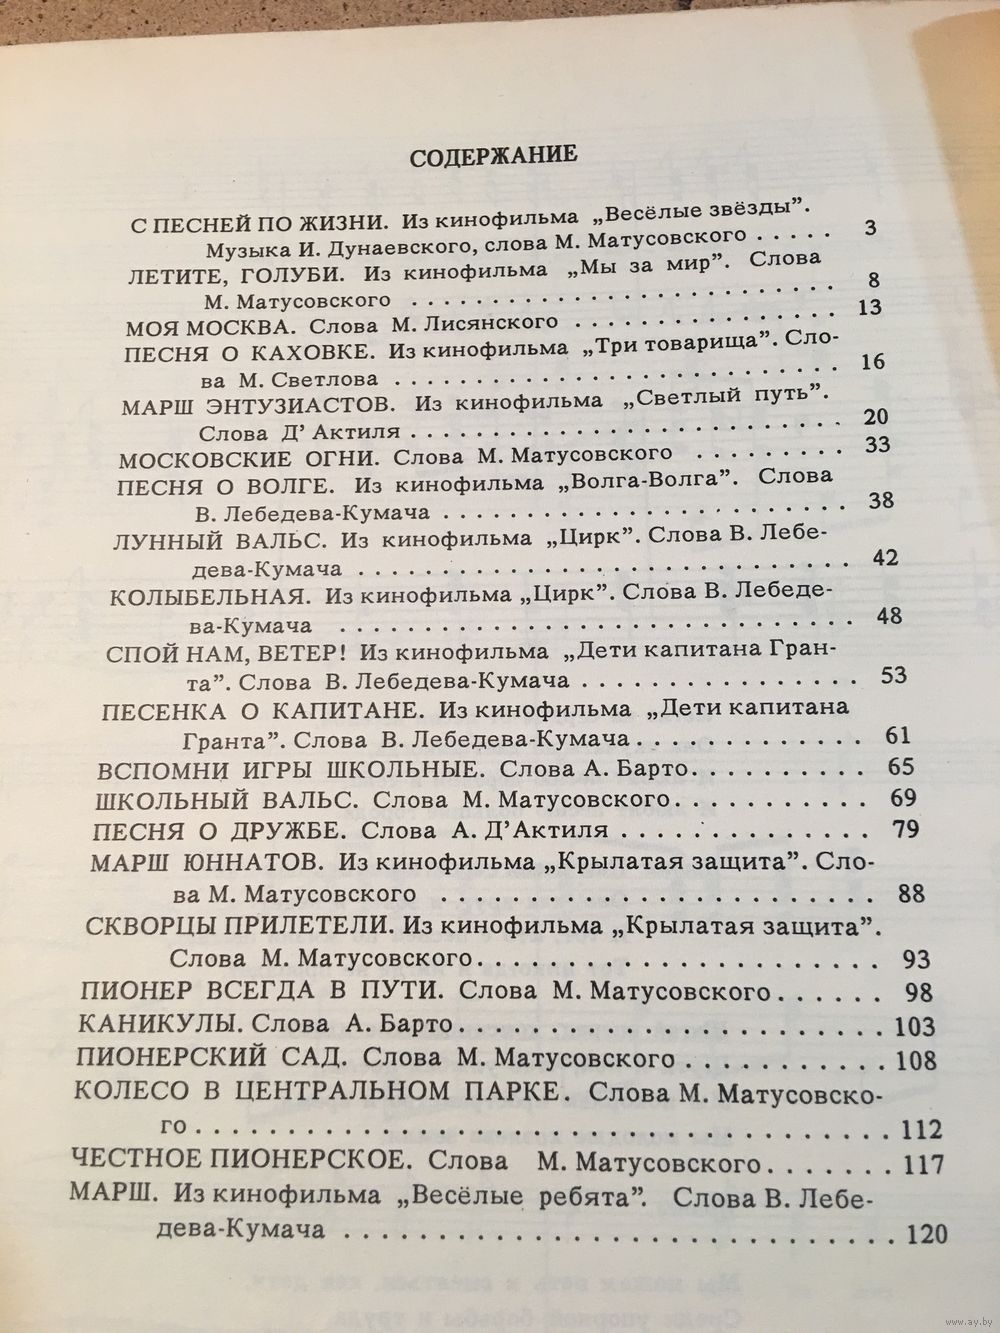 СОДЕРЖАНИЕ
С ПЕСНЕЙ ПО ЖИЗНИ. Из кинофильма „Весёлые звёзды”.
Музыка И. Дунаевского, слова М. Матусовского . . . . . 3
ЛЕТИТЕ, ГОЛУБИ. Из кинофильма „Мы за мир”. Слова
М. Матусовского . . . . . . . . . . . . . . . . . . . . . . . . . 8
МОЯ МОСКВА. Слова М. Лисянского . . . . . . . . . . . . . . . 13
ПЕСНЯ О КАХОВКЕ. Из кинофильма „Три товарища”. Сло-
ва М. Светлова . . . . . . . . . . . . . . . . . . . . . . . . . . 16
МАРШ ЭНТУЗИАСТОВ. Из кинофильма „Светлый путь”.
Слова Д’ Актиля . . . . . . . . . . . . . . . . . . . . . . . . . 20
МОСКОВСКИЕ ОГНИ. Слова М. Матусовского . . . . . . . . . 33
ПЕСНЯ О ВОЛГЕ. Из кинофильма „Волга-Волга”. Слова
В. Лебедева-Кумача . . . . . . . . . . . . . . . . . . . . . . . . 38
ЛУННЫЙ ВАЛЬС. Из кинофильма „Цирк”. Слова В. Лебе-
дева-Кумача . . . . . . . . . . . . . . . . . . . . . . . . . . . . 42
КОЛЫБЕЛЬНАЯ. Из кинофильма „Цирк”. Слова В. Лебеде-
ва-Кумача . . . . . . . . . . . . . . . . . . . . . . . . . . . . . 48
СПОЙ НАМ, ВЕТЕР! Из кинофильма „Дети капитана Гран-
та”. Слова В. Лебедева-Кумача . . . . . . . . . . . . . . . . 53
ПЕСЕНКА О КАПИТАНЕ. Из кинофильма „Дети капитана
Гранта”. Слова В. Лебедева-Кумача . . . . . . . . . . . . . 61
ВСПОМНИ ИГРЫ ШКОЛЬНЫЕ. Слова А. Барто. . . . . . . . . . 65
ШКОЛЬНЫЙ ВАЛЬС. Слова М. Матусовского. . . . . . . . . . . 69
ПЕСНЯ О ДРУЖБЕ. Слова А. Д’Актиля . . . . . . . . . . . . . . 79
МАРШ ЮННАТОВ. Из кинофильма „Крылатая защита”. Сло-
ва М. Матусовского . . . . . . . . . . . . . . . . . . . . . . . . 88
СКВОРЦЫ ПРИЛЕТЕЛИ. Из кинофильма „Крылатая защита”.
Слова М. Матусовского. . . . . . . . . . . . . . . . . . . . . . . 93
ПИОНЕР ВСЕГДА В ПУТИ. Слова М. Матусовского . . . . . . 98
КАНИКУЛЫ. Слова А. Барто . . . . . . . . . . . . . . . . . . . . . . . 103
ПИОНЕРСКИЙ САД. Слова М. Матусовского . . . . . . . . . . . 108
КОЛЕСО В ЦЕНТРАЛЬНОМ ПАРКЕ. Слова М. Матусовско-
го . . . . . . . . . . . . . . . . . . . . . . . . . . . . . . . . . . . . 112
ЧЕСТНОЕ ПИОНЕРСКОЕ. Слова М. Матусовского. . . . . . . 117
МАРШ. Из кинофильма „Весёлые ребята”. Слова В. Лебе-
дева-Кумача . . . . . . . . . . . . . . . . . . . . . . . . . . . . . 120
www.ay.by